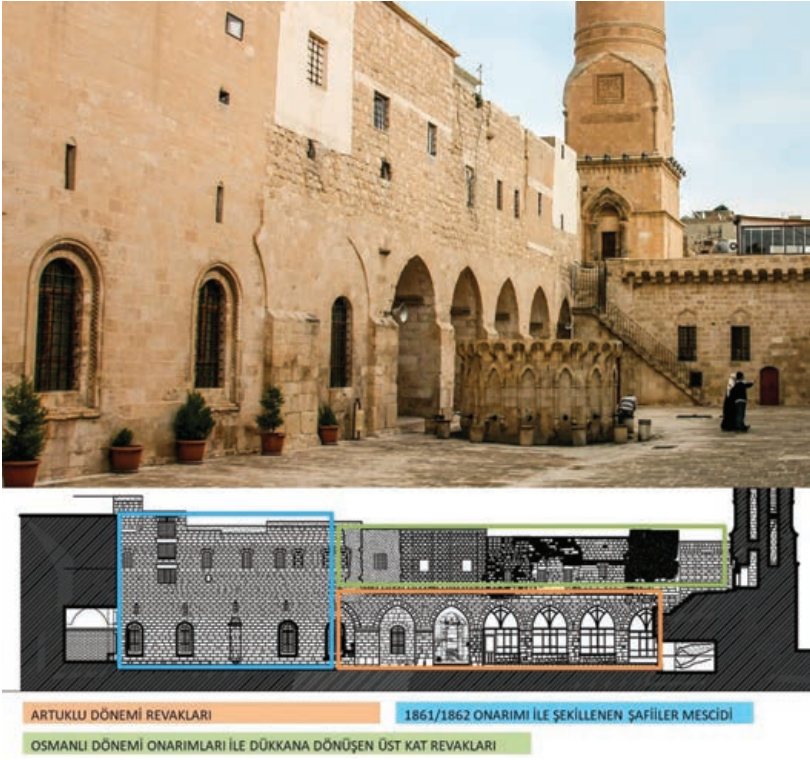 ARTUKLU DÖNEMİ REVAKLARI
1861/1862 ONARIMI İLE ŞEKİLLENEN ŞAFİİLER MESCİDİ
OSMANLI DÖNEMİ ONARIMLARI İLE DÜKKANA DÖNÜŞEN ÜST KAT REVAKLARI